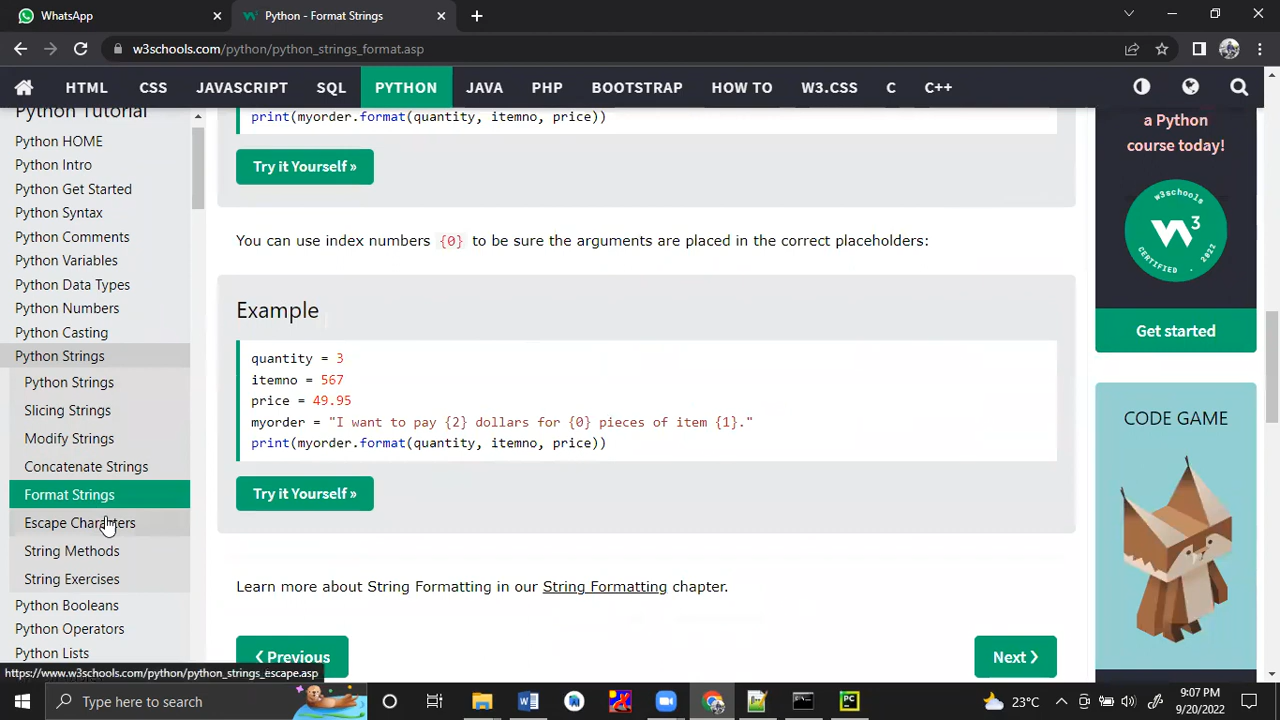 WhatsApp
Python - Format Strings
w3schools.com/python/python_strings_format.asp
HTML CSS JAVASCRIPT SQL PYTHON JAVA PHP BOOTSTRAP HOW TO W3.CSS C C++
Python Tutorial
Python HOME
Python Intro
Python Get Started
Python Syntax
Python Comments
Python Variables
Python Data Types
Python Numbers
Python Casting
Python Strings
Python Strings
Slicing Strings
Modify Strings
Concatenate Strings
Format Strings
Escape Characters
String Methods
String Exercises
Python Booleans
Python Operators
Python Lists
https://www.w3schools.com/python/python_strings_escape.asp
print(myorder.format(quantity, itemno, price))
Try it Yourself »
You can use index numbers {0} to be sure the arguments are placed in the correct placeholders:
Example
quantity = 3
itemno = 567
price = 49.95
myorder = "I want to pay {2} dollars for {0} pieces of item {1}."
print(myorder.format(quantity, itemno, price))
Try it Yourself »
Learn more about String Formatting in our String Formatting chapter.
❮ Previous
Next ❯
a Python
course today!
w3schools
CERTIFIED . 2022
Get started
CODE GAME
Type here to search
23°C
9:07 PM
9/20/2022